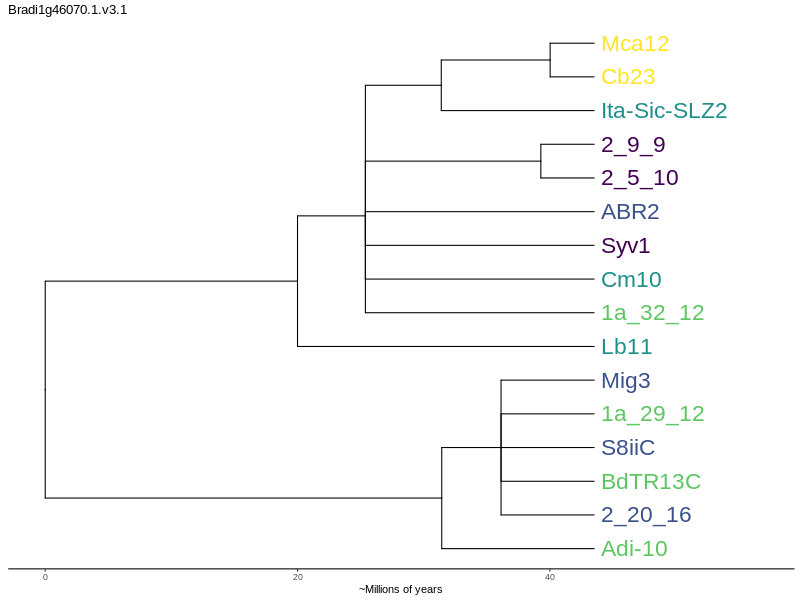 Bradi1g46070.1.v3.1
Mca12
Cb23
Ita-Sic-SLZ2
2_9_9
2_5_10
ABR2
Syv1
Cm10
1a_32_12
Lb11
Mig3
1a_29_12
S8iiC
BdTR13C
2_20_16
Adi-10
0 20 40
~Millions of years